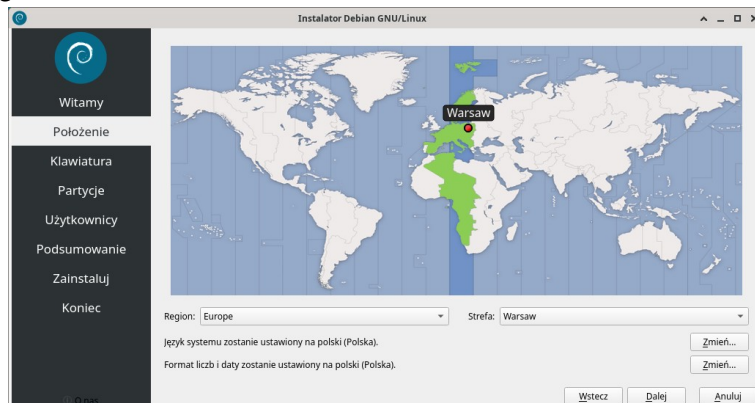 Instalator Debian GNU/Linux
Witamy
Położenie
Klawiatura
Partycje
Użytkownicy
Podsumowanie
Zainstaluj
Koniec
O nas
Warsaw
Region: Europe Strefa: Warsaw
Język systemu zostanie ustawiony na polski (Polska). Zmień...
Format liczb i daty zostanie ustawiony na polski (Polska). Zmień...
Wstecz Dalej Anuluj